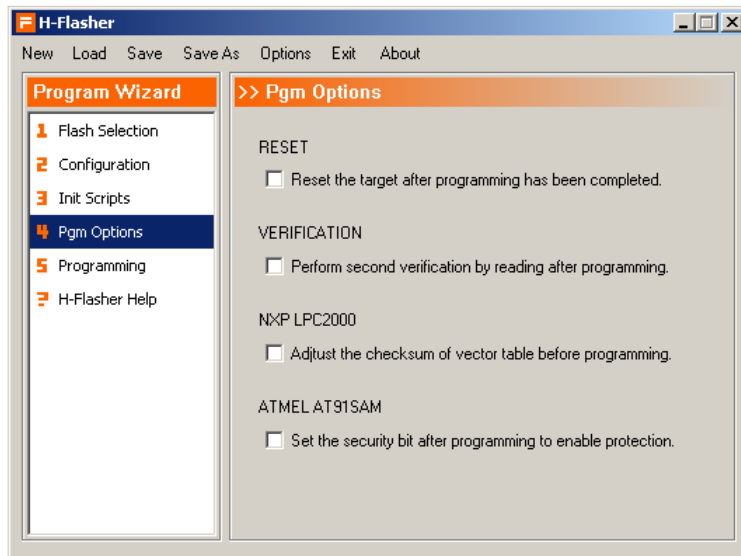 H-Flasher
New Load Save Save As Options Exit About
Program Wizard
1 Flash Selection
2 Configuration
3 Init Scripts
4 Pgm Options
5 Programming
? H-Flasher Help
>> Pgm Options
RESET
Reset the target after programming has been completed.
VERIFICATION
Perform second verification by reading after programming.
NXP LPC2000
Adjtust the checksum of vector table before programming.
ATMEL AT91SAM
Set the security bit after programming to enable protection.